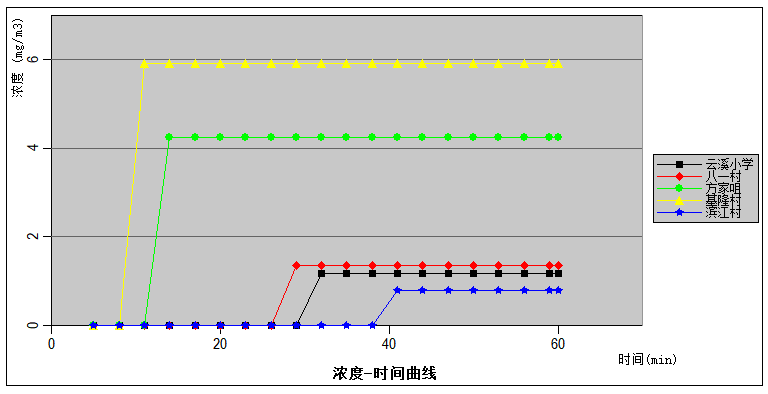 浓度 (mg/m3)
6
4
2
0
0 20 40 60
时间(min)
浓度-时间曲线
云溪小学
八一村
方家咀
基隆村
滨江村